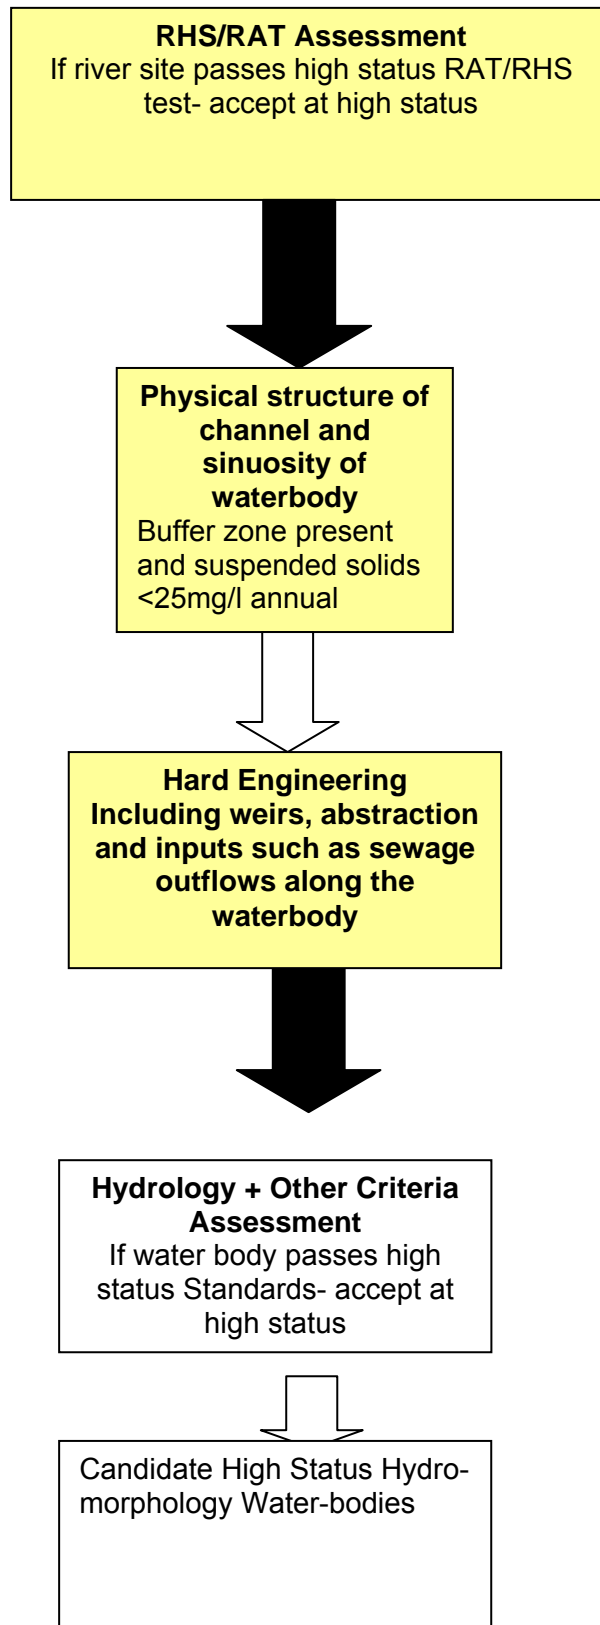 RHS/RAT Assessment
If river site passes high status RAT/RHS
test- accept at high status
Physical structure of
channel and
sinuosity of
waterbody
Buffer zone present
and suspended solids
<25mg/l annual
Hard Engineering
Including weirs, abstraction
and inputs such as sewage
outflows along the
waterbody
Hydrology + Other Criteria
Assessment
If water body passes high
status Standards- accept at
high status
Candidate High Status Hydro-
morphology Water-bodies